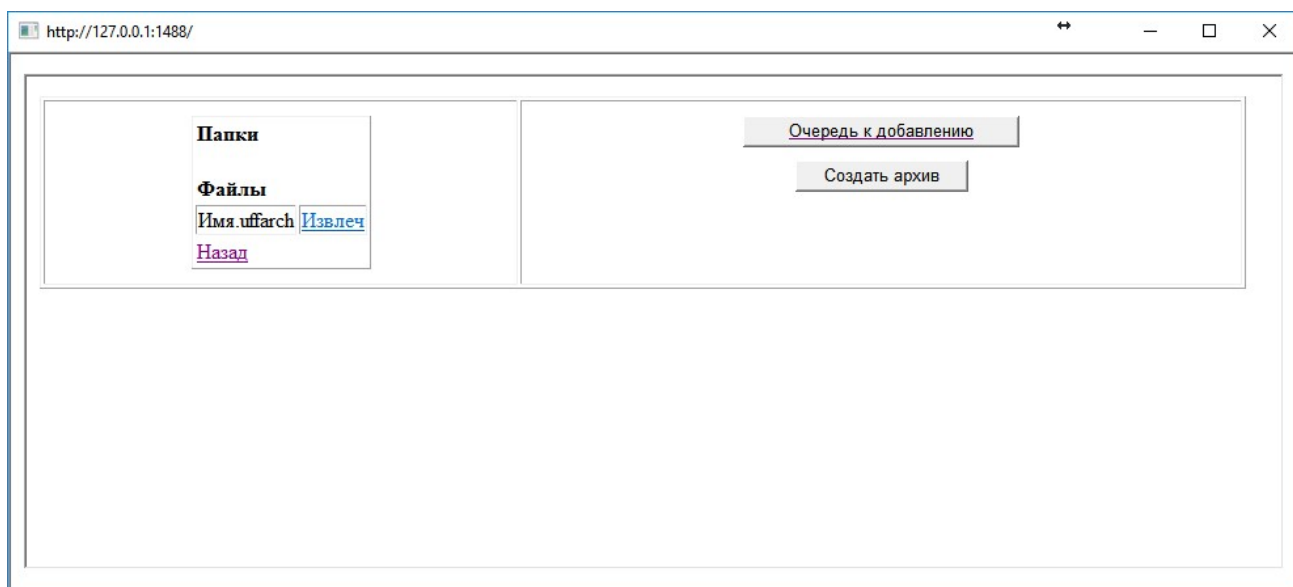 http://127.0.0.1:1488/
Папки
Файлы
Имя.uffarch Извлеч
Назад
Очередь к добавлению
Создать архив